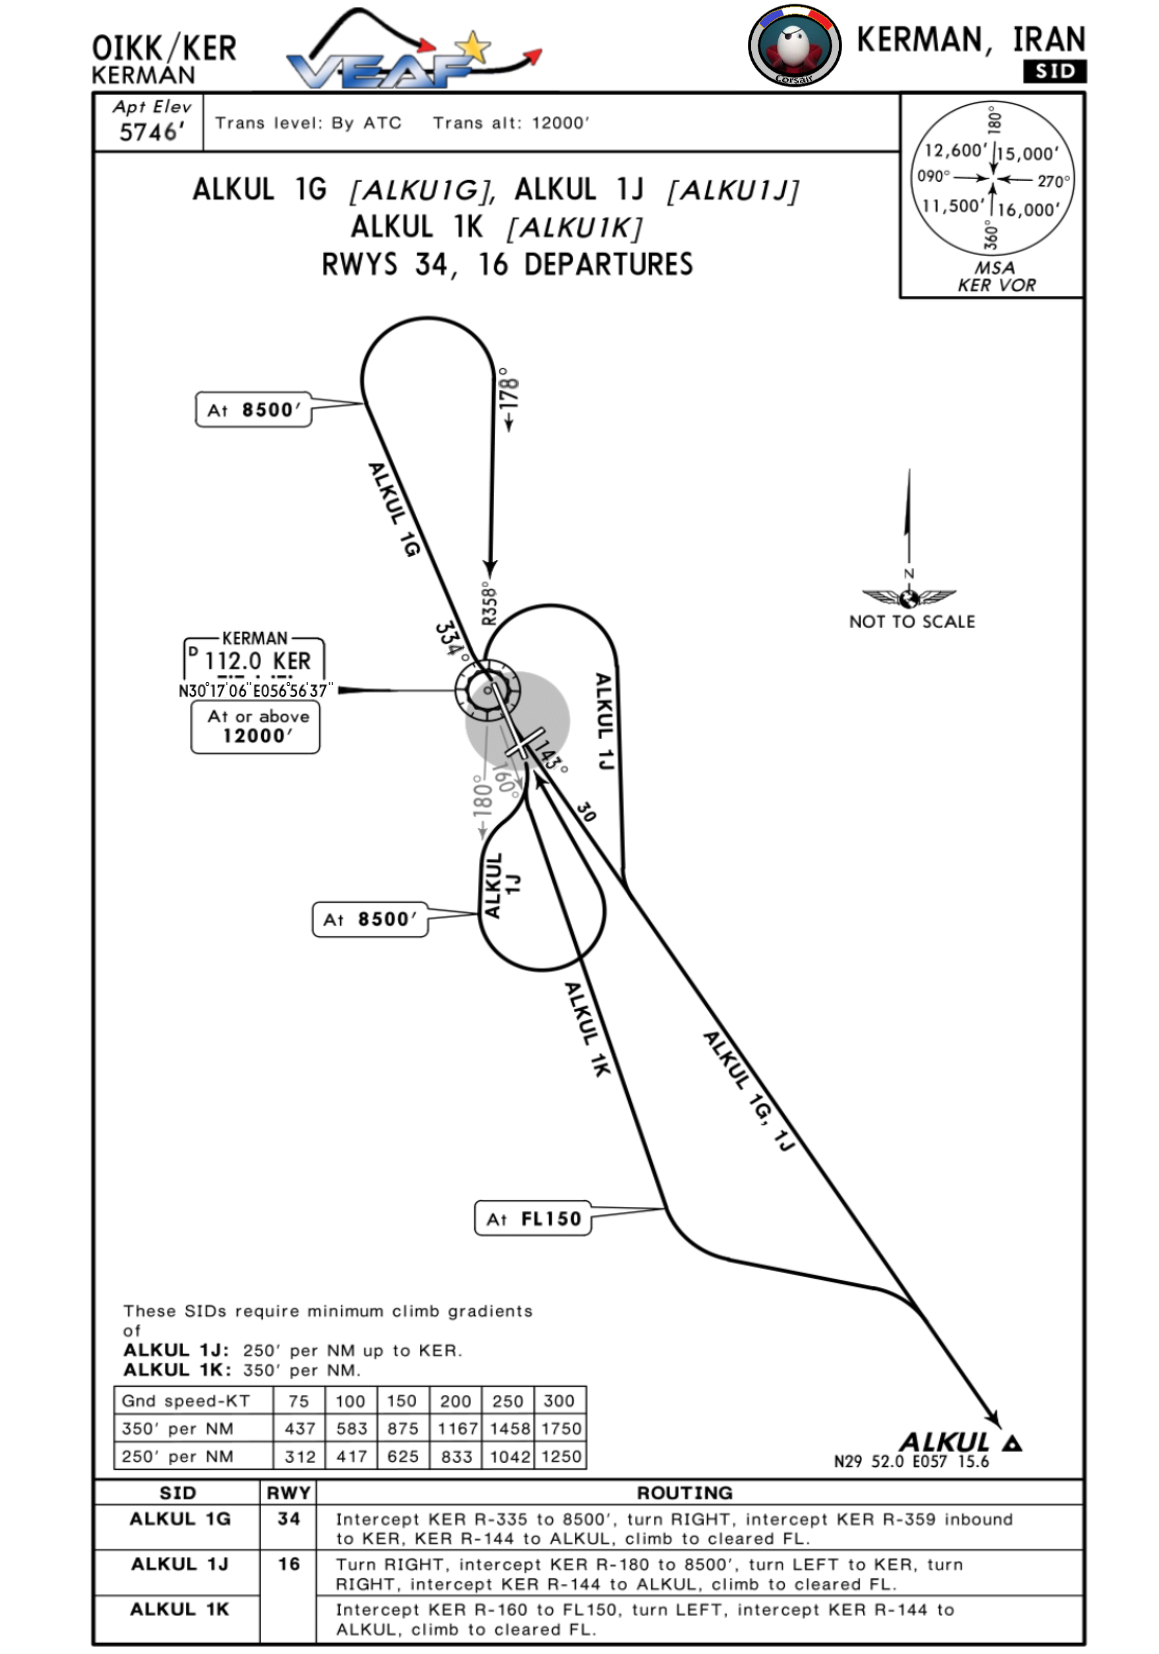 OIKK/KER
KERMAN
VEAF
Corsair
KERMAN, IRAN
SID
Apt Elev
5746'
Trans level: By ATC Trans alt: 12000'
180°
12,600' 15,000'
090° 270°
11,500' 16,000'
360°
MSA
KER VOR
ALKUL 1G [ALKU1G], ALKUL 1J [ALKU1J]
ALKUL 1K [ALKU1K]
RWYS 34, 16 DEPARTURES
178°
At 8500'
ALKUL 1G
N
NOT TO SCALE
R358°
334°
KERMAN
D 112.0 KER
N30°17'06"E056°56'37"
At or above
12000'
ALKUL 1J
143°
160°
180°
30
ALKUL
1J
At 8500'
ALKUL 1K
ALKUL 1G, 1J
At FL150
These SIDs require minimum climb gradients
of
ALKUL 1J: 250' per NM up to KER.
ALKUL 1K: 350' per NM.
Gnd speed-KT 75 100 150 200 250 300
350' per NM 437 583 875 1167 1458 1750
250' per NM 312 417 625 833 1042 1250
ALKUL
N29 52.0 E057 15.6
SID RWY ROUTING
ALKUL 1G 34 Intercept KER R-335 to 8500', turn RIGHT, intercept KER R-359 inbound
to KER, KER R-144 to ALKUL, climb to cleared FL.
ALKUL 1J 16 Turn RIGHT, intercept KER R-180 to 8500', turn LEFT to KER, turn
RIGHT, intercept KER R-144 to ALKUL, climb to cleared FL.
ALKUL 1K Intercept KER R-160 to FL150, turn LEFT, intercept KER R-144 to
ALKUL, climb to cleared FL.